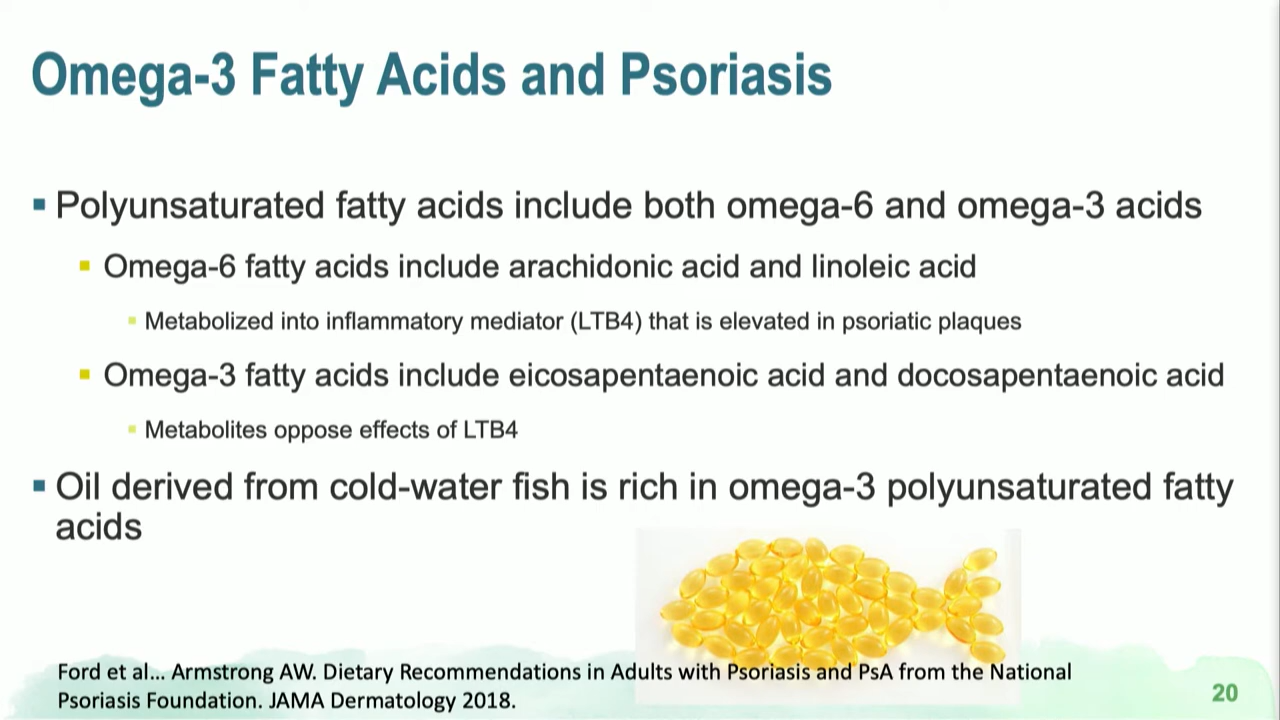 Omega-3 Fatty Acids and Psoriasis
Polyunsaturated fatty acids include both omega-6 and omega-3 acids
Omega-6 fatty acids include arachidonic acid and linoleic acid
Metabolized into inflammatory mediator (LTB4) that is elevated in psoriatic plaques
Omega-3 fatty acids include eicosapentaenoic acid and docosapentaenoic acid
Metabolites oppose effects of LTB4
Oil derived from cold-water fish is rich in omega-3 polyunsaturated fatty
acids
Ford et al... Armstrong AW. Dietary Recommendations in Adults with Psoriasis and PsA from the National
Psoriasis Foundation. JAMA Dermatology 2018.
20